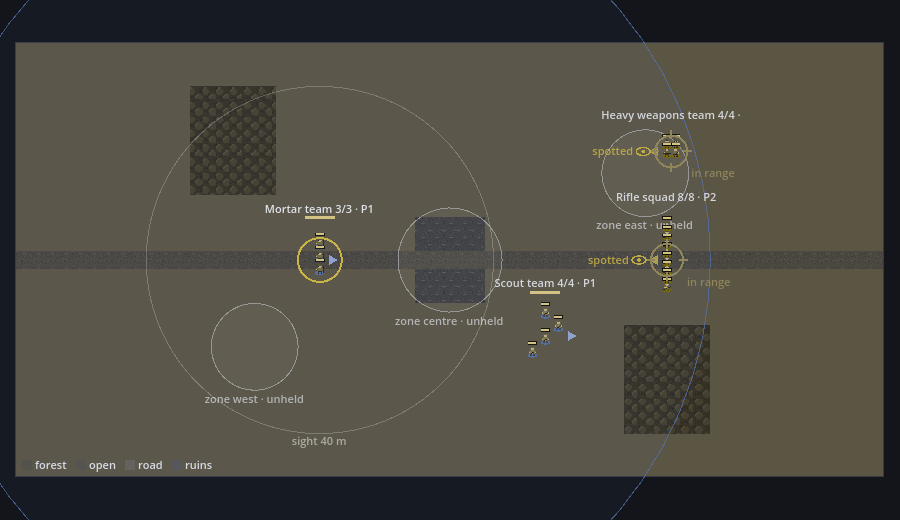 Heavy weapons team 4/4 ·
spotted
in range
Rifle squad 8/8 · P2
Mortar team 3/3 · P1
zone east · unheld
spotted
in range
Scout team 4/4 · P1
zone centre · unheld
zone west · unheld
sight 40 m
forest open road ruins